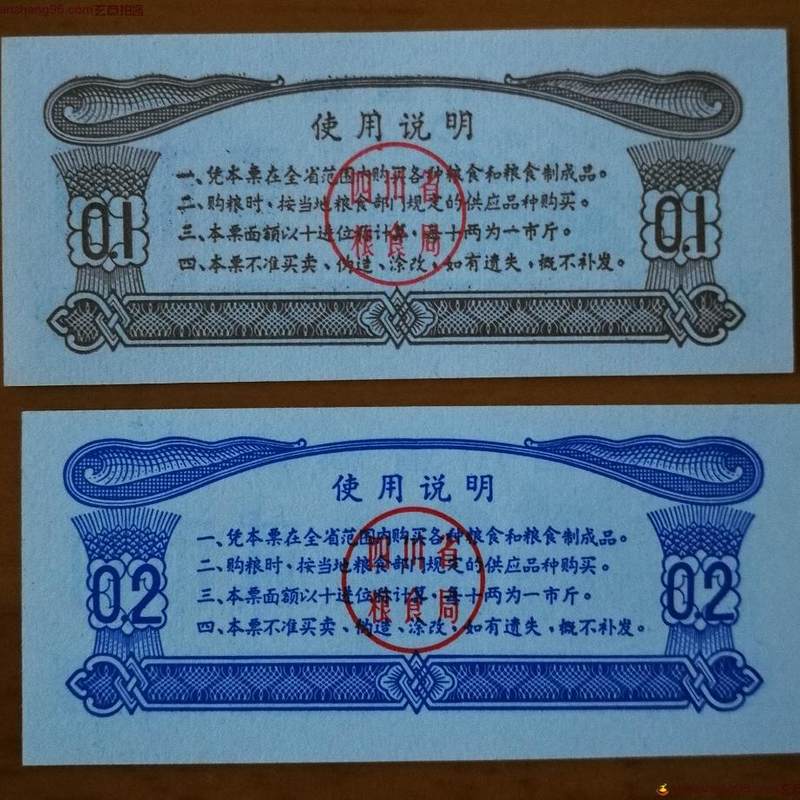 使用说明
一、凭本票在全省范围内购买各种粮食和粮食制成品。
二、购粮时、按当地粮食部门规定的供应品种购买。
三、本票面额以十进位临计算、每十两为一市斤。
四、本票不准买卖、伪造、涂改、如有遗失、概不补发。
0.1
0.1
四川省
粮食局
使用说明
一、凭本票在全省范围内购买各种粮食和粮食制成品。
二、购粮时、按当地粮食部门规定的供应品种购买。
三、本票面额以十进位临计算、每十两为一市斤。
四、本票不准买卖、伪造、涂改、如有遗失、概不补发。
0.2
0.2
四川省
粮食局